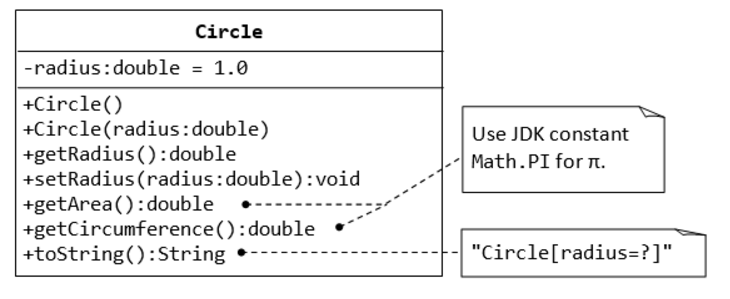 Circle
-radius:double = 1.0
+Circle()
+Circle(radius:double)
+getRadius():double
+setRadius(radius:double):void
+getArea():double
+getCircumference():double
+toString():String
Use JDK constant
Math.PI for π.
"Circle[radius=?]"